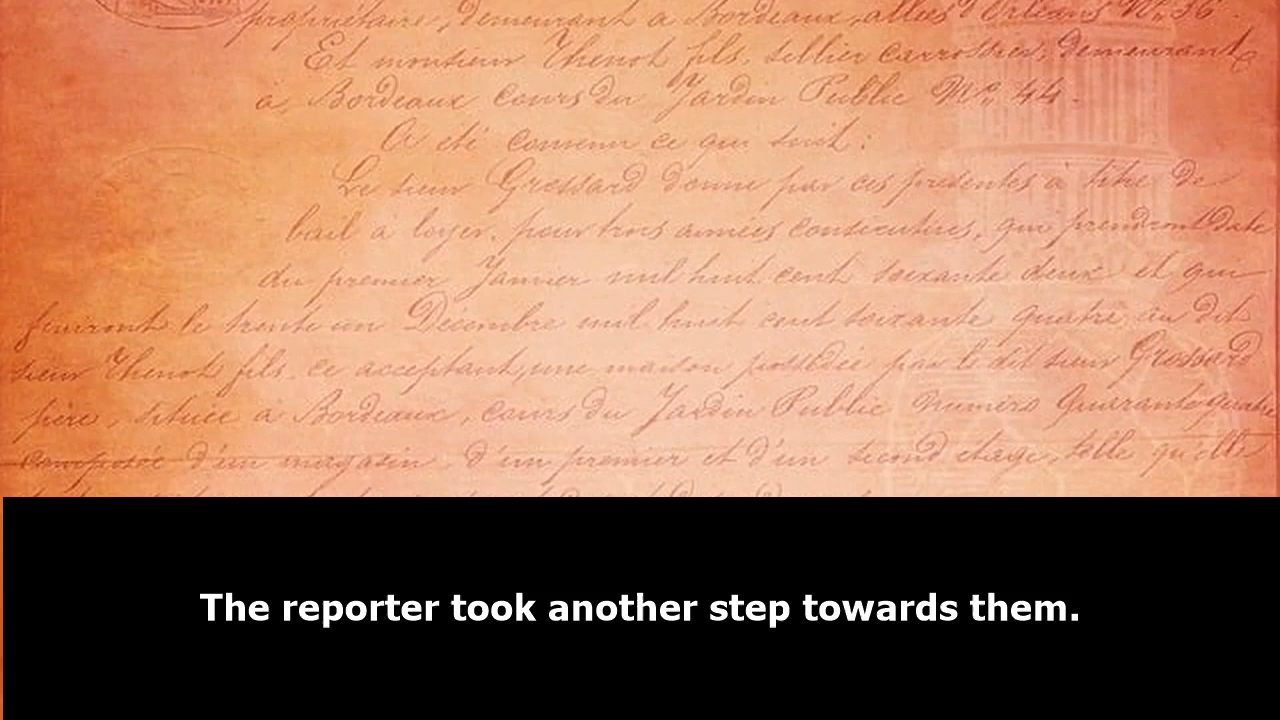 propriétaire, demeurant à Bordeaux, allées d'Orléans No. 36.
Et monsieur Thenot fils, sellier carrossier, demeurant
à Bordeaux cours du Jardin Public No. 44.
A été convenu ce qui suit :
Le sieur Gressard donne par ces présentes à titre de
bail à loyer, pour trois années consécutives, qui prendront Date
du premier Janvier mil huit cent soixante deux et qui
finiront le trente un Décembre mil huit cent soixante quatre au dit
sieur Thenot fils, ce acceptant, une maison possédée par le dit sieur Gressard
père, située à Bordeaux, cours du Jardin Public numéro Quarante quatre
composée d'un magasin, d'un premier et d'un second étage, telle qu'elle
The reporter took another step towards them.